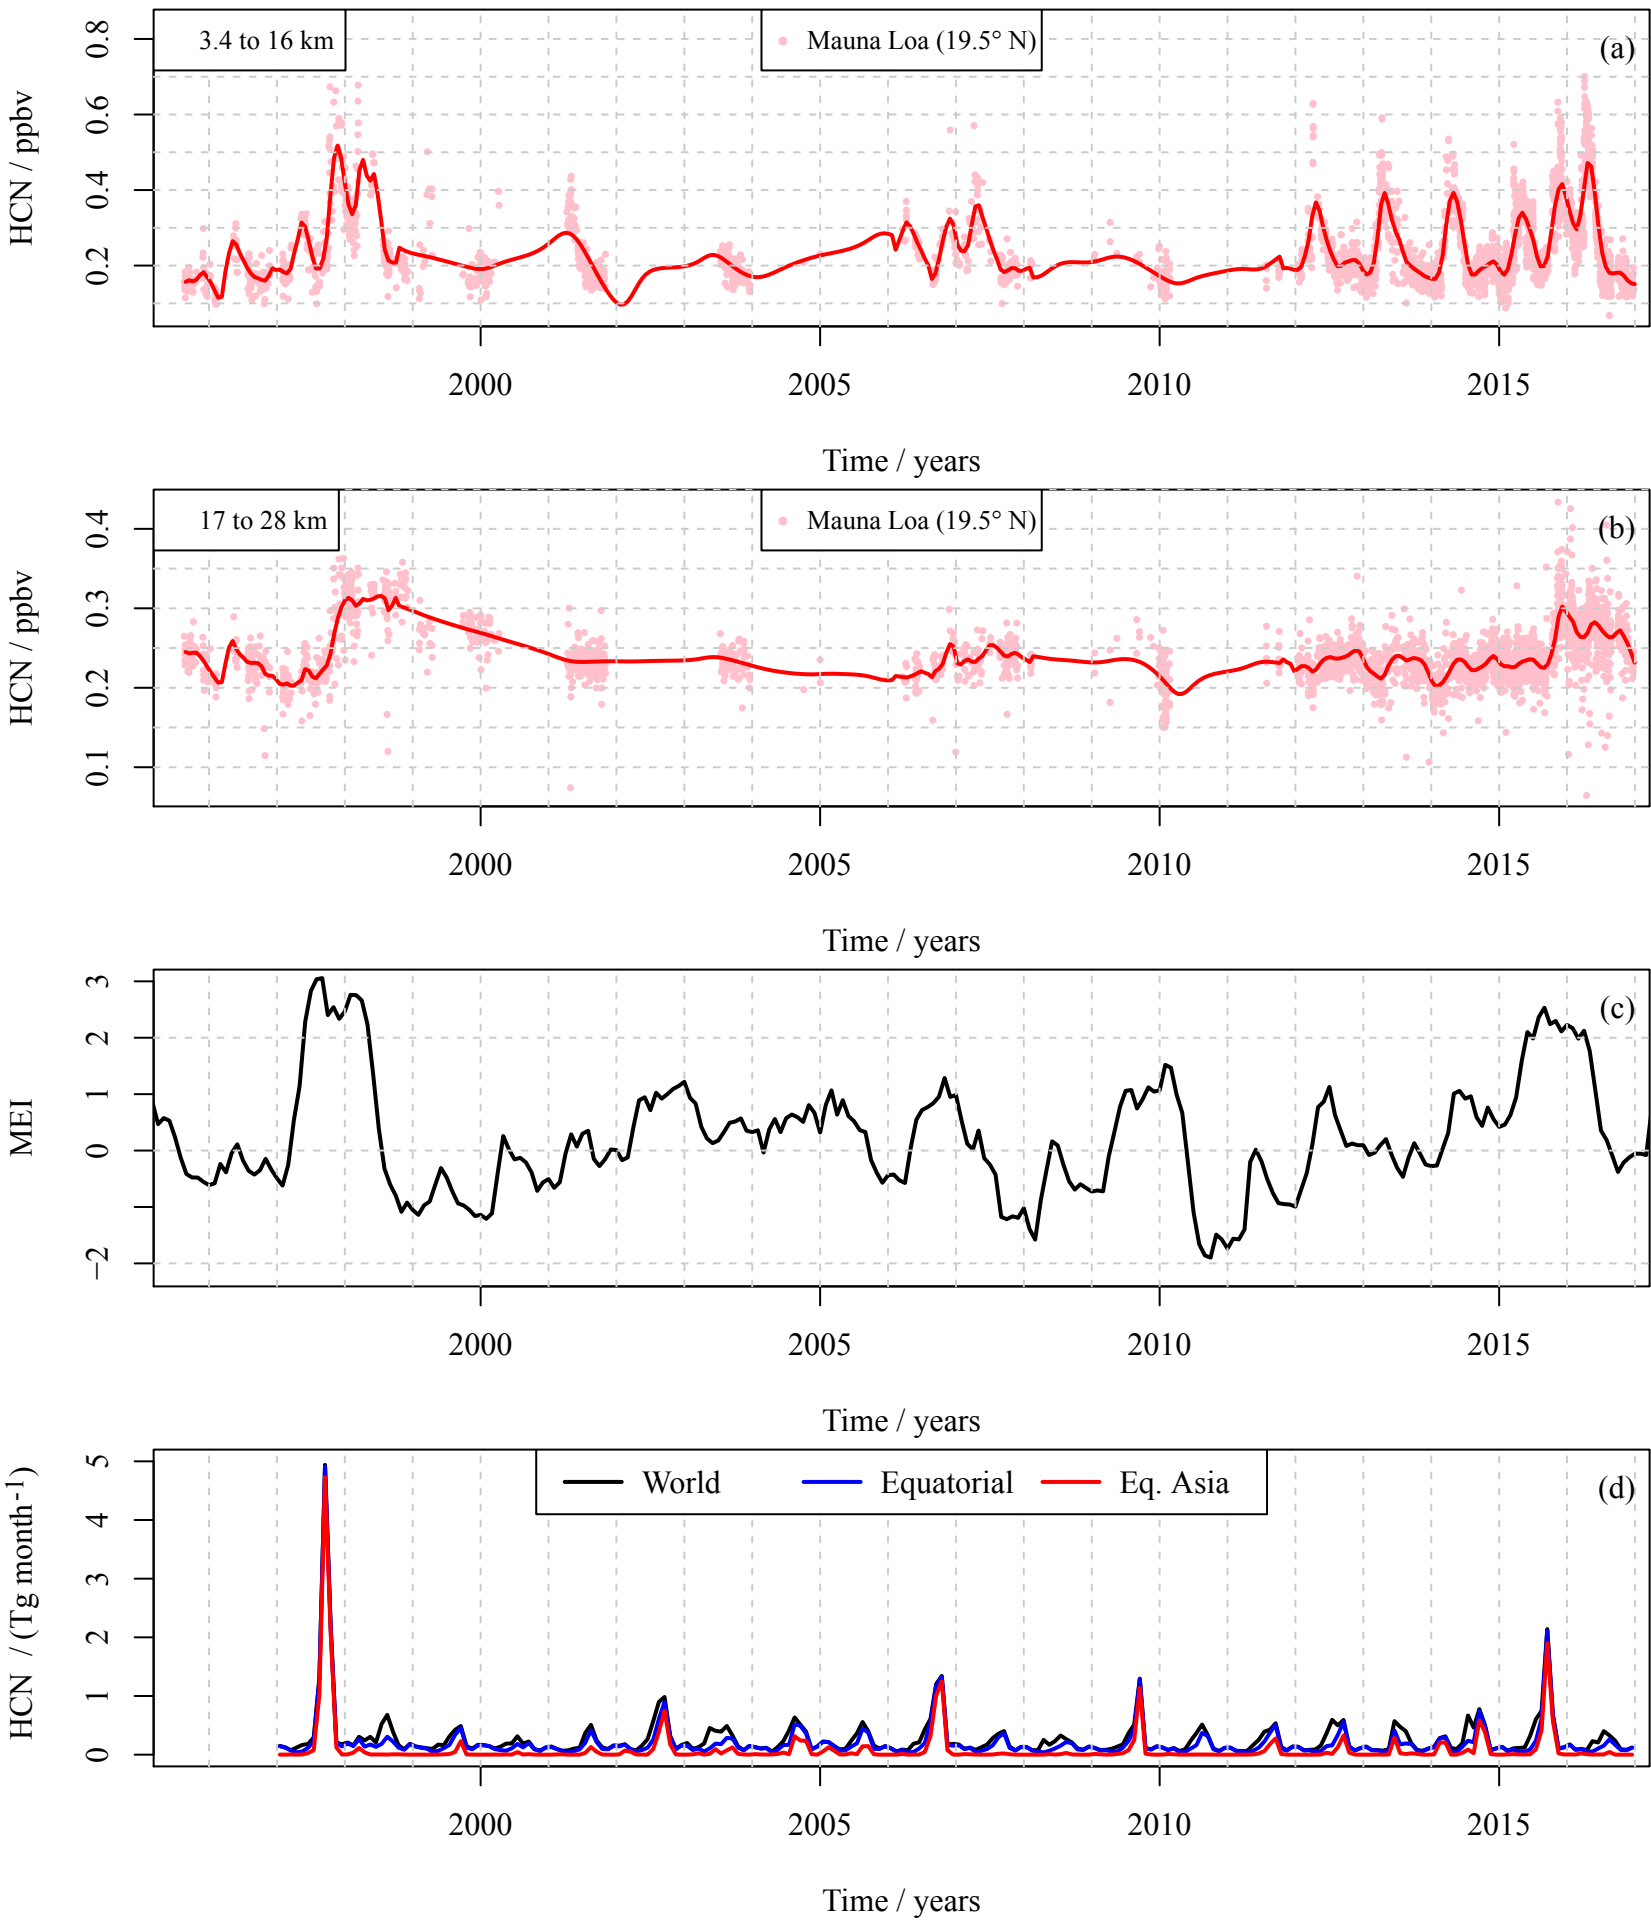 3.4 to 16 km
Mauna Loa (19.5° N)
(a)
HCN / ppbv
0.2 0.4 0.6 0.8
2000 2005 2010 2015
Time / years
17 to 28 km
Mauna Loa (19.5° N)
(b)
HCN / ppbv
0.1 0.2 0.3 0.4
2000 2005 2010 2015
Time / years
(c)
MEI
−2 0 1 2 3
2000 2005 2010 2015
Time / years
World Equatorial Eq. Asia
(d)
HCN / (Tg month-1)
0 1 2 3 4 5
2000 2005 2010 2015
Time / years